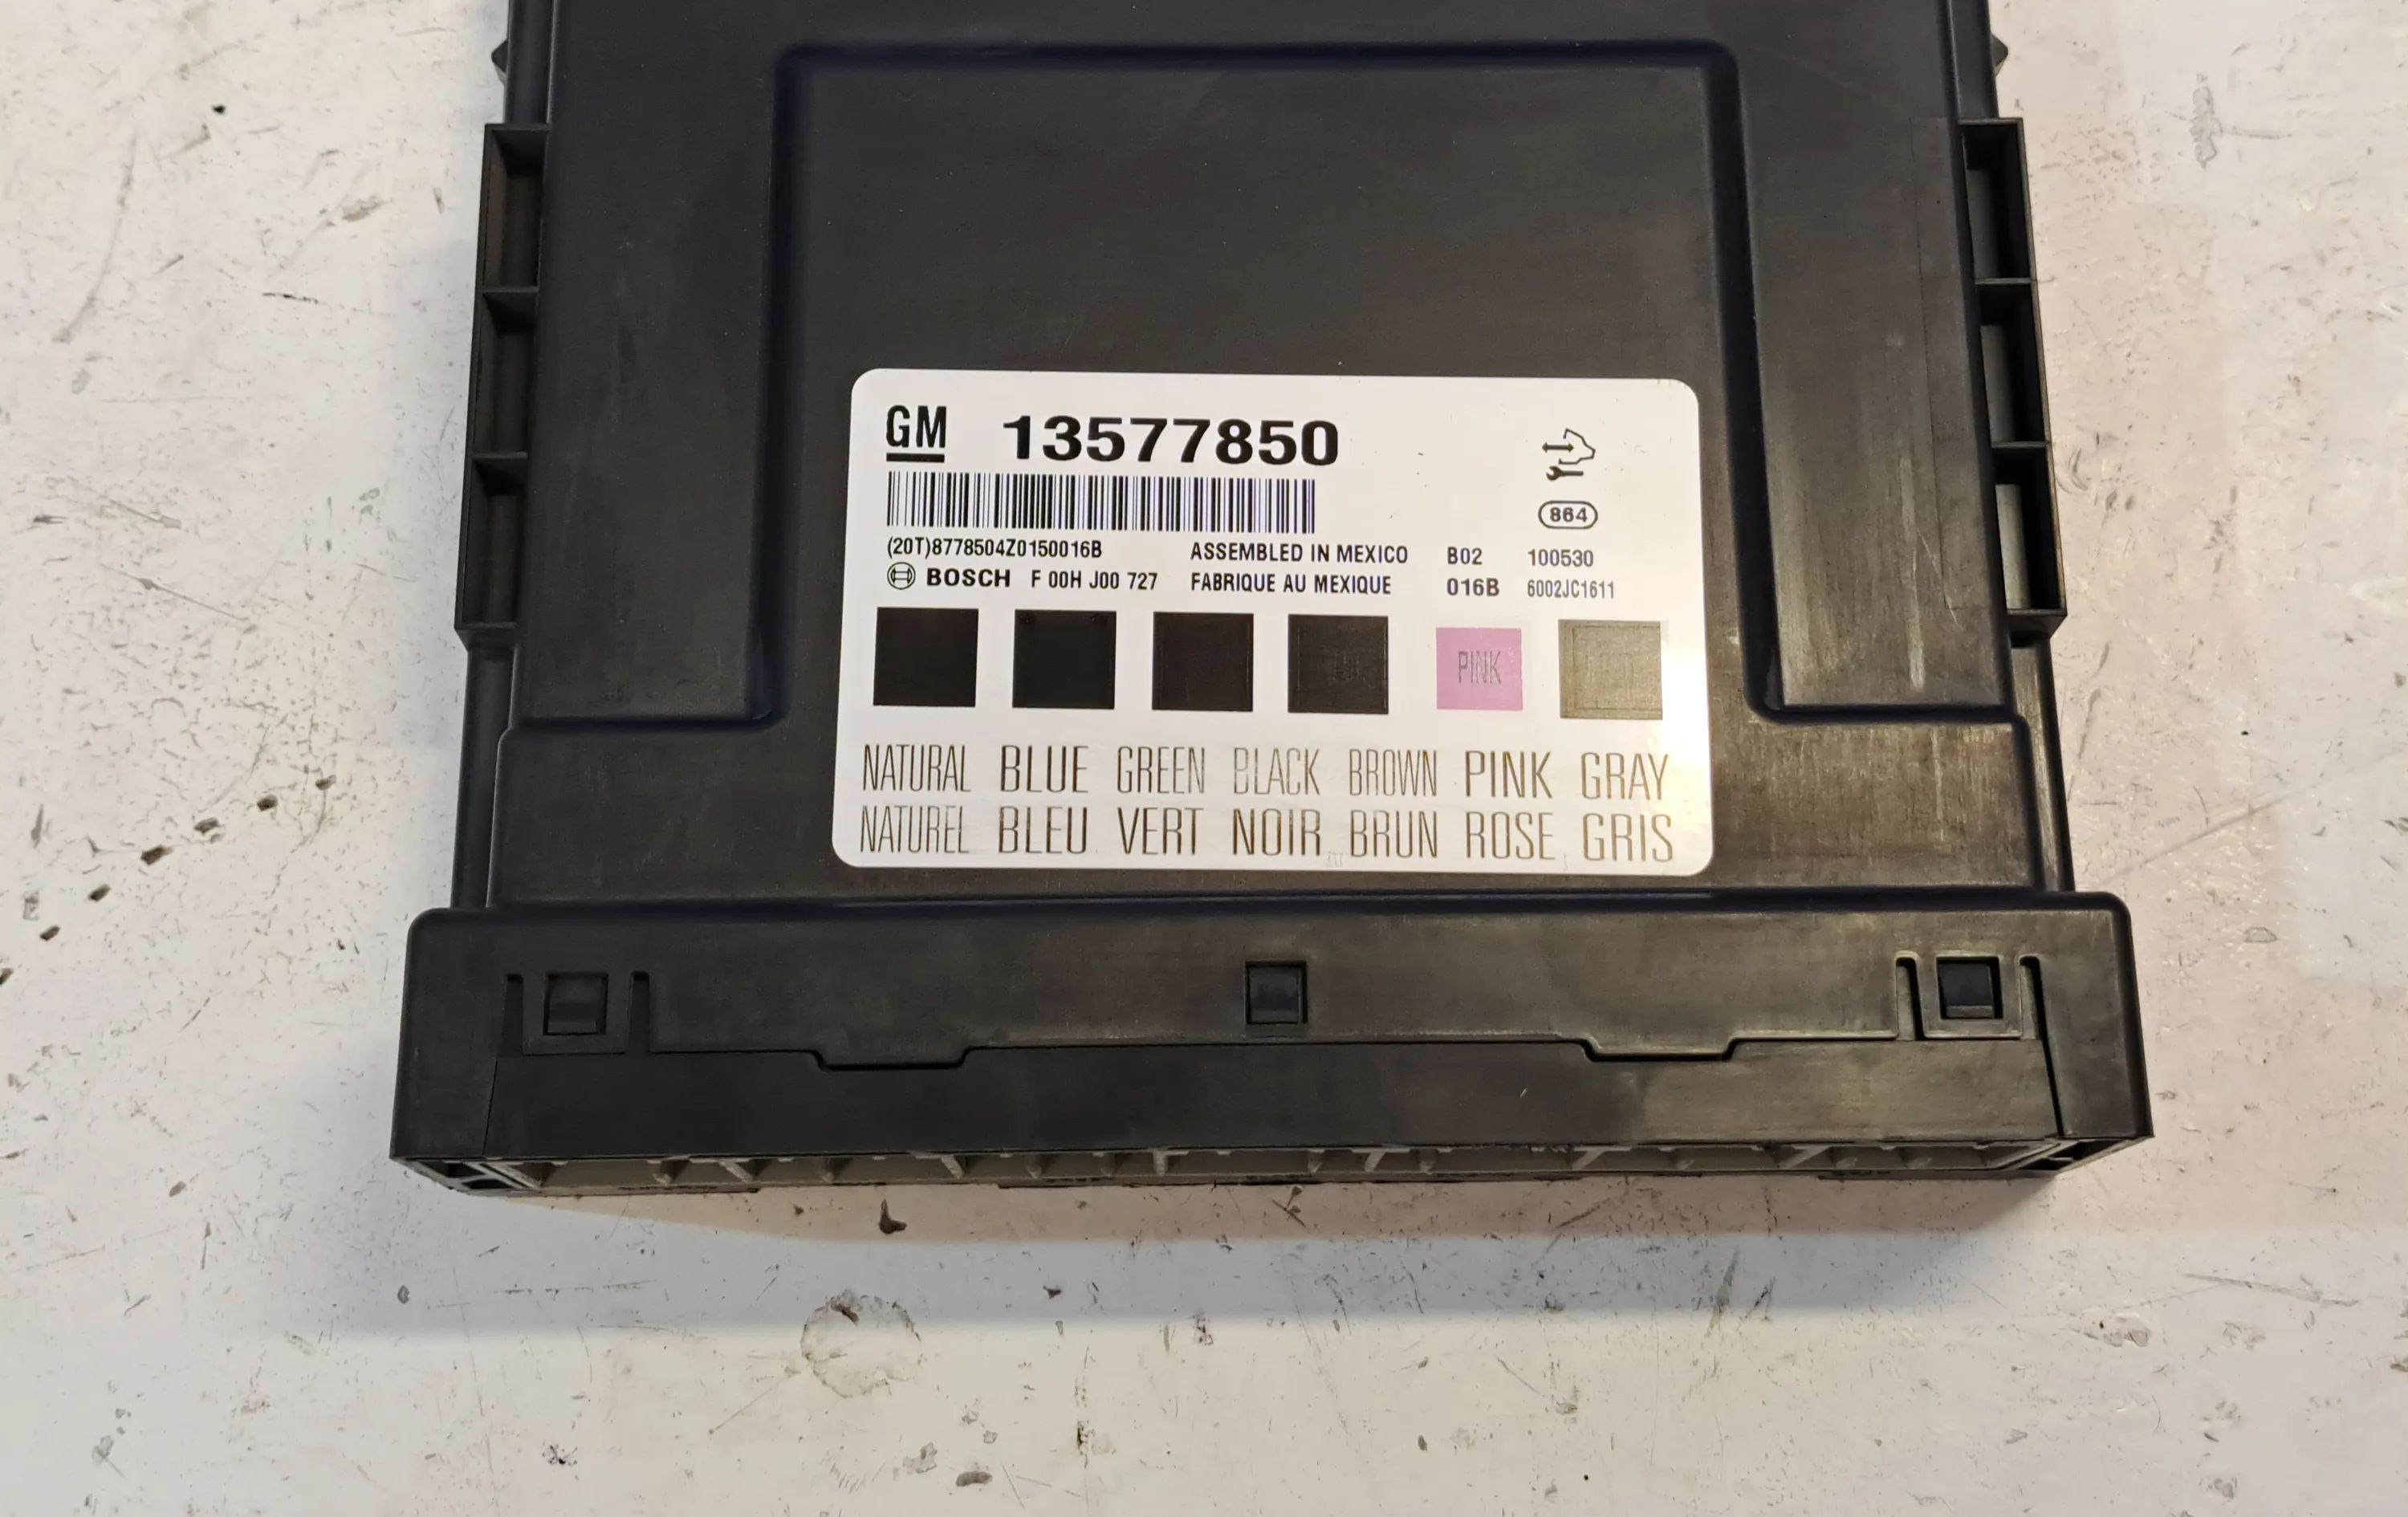 GM 13577850
864
(20T)8778504Z0150016B ASSEMBLED IN MEXICO B02 100530
BOSCH F 00H J00 727 FABRIQUE AU MEXIQUE 016B 6002JC1611
PINK
NATURAL BLUE GREEN BLACK BROWN PINK GRAY
NATUREL BLEU VERT NOIR BRUN ROSE GRIS